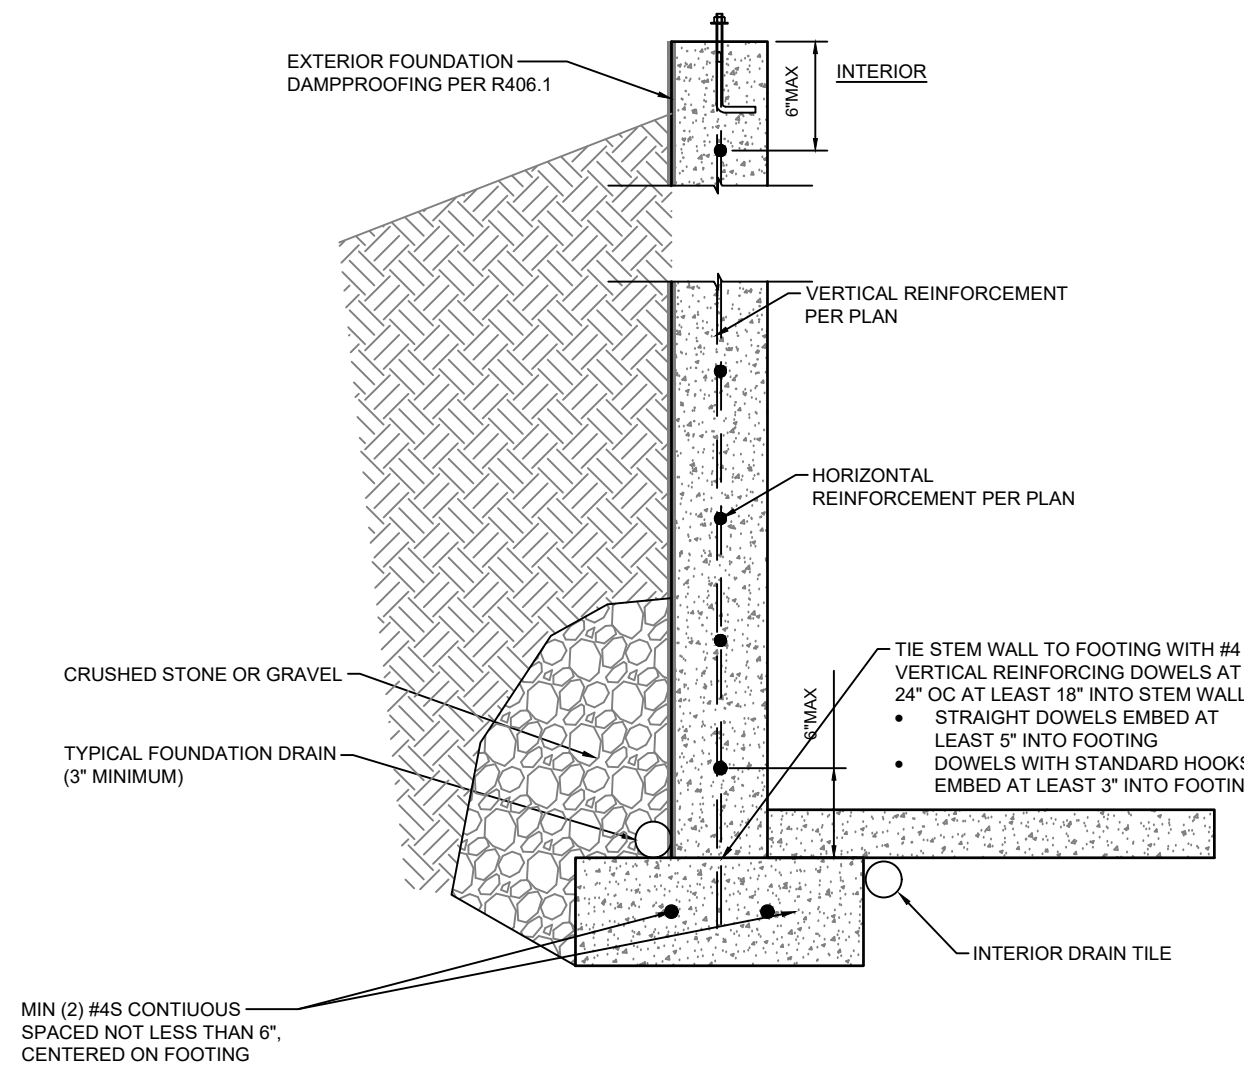 EXTERIOR FOUNDATION
DAMPPROOFING PER R406.1
6"MAX
INTERIOR
VERTICAL REINFORCEMENT
PER PLAN
HORIZONTAL
REINFORCEMENT PER PLAN
CRUSHED STONE OR GRAVEL
TYPICAL FOUNDATION DRAIN
(3" MINIMUM)
6"MAX
TIE STEM WALL TO FOOTING WITH #4
VERTICAL REINFORCING DOWELS AT
24" OC AT LEAST 18" INTO STEM WALL
• STRAIGHT DOWELS EMBED AT
LEAST 5" INTO FOOTING
• DOWELS WITH STANDARD HOOKS
EMBED AT LEAST 3" INTO FOOTIN
INTERIOR DRAIN TILE
MIN (2) #4S CONTIUOUS
SPACED NOT LESS THAN 6",
CENTERED ON FOOTING